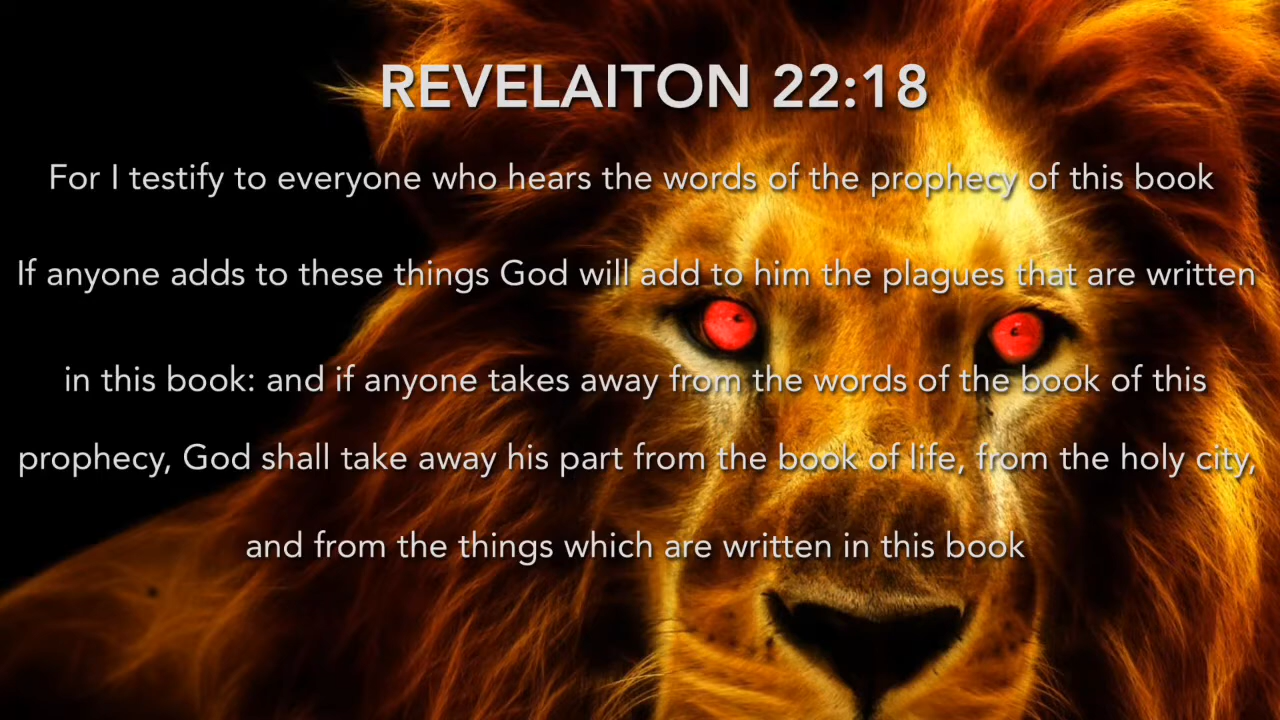 REVELAITON 22:18
For I testify to everyone who hears the words of the prophecy of this book
If anyone adds to these things God will add to him the plagues that are written
in this book: and if anyone takes away from the words of the book of this
prophecy, God shall take away his part from the book of life, from the holy city,
and from the things which are written in this book